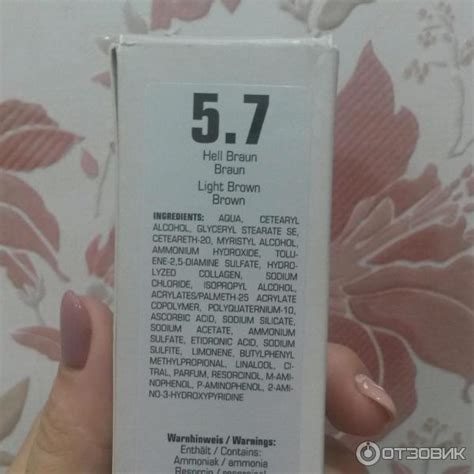 5.7
Hell Braun
Braun
Light Brown
Brown
INGREDIENTS: AQUA, CETEARYL
ALCOHOL, GLYCERYL STEARATE SE,
CETEARETH-20, MYRISTYL ALCOHOL,
AMMONIUM HYDROXIDE, TOLU-
ENE-2,5-DIAMINE SULFATE, HYDRO-
LYZED COLLAGEN, SODIUM
CHLORIDE, ISOPROPYL ALCOHOL,
ACRYLATES/PALMETH-25 ACRYLATE
COPOLYMER, POLYQUATERNIUM-10,
ASCORBIC ACID, SODIUM SILICATE,
SODIUM ACETATE, AMMONIUM
SULFATE, ETIDRONIC ACID, SODIUM
SULFITE, LIMONENE, BUTYLPHENYL
METHYLPROPIONAL, LINALOOL, CI-
TRAL, PARFUM, RESORCINOL, M-AMI-
NOPHENOL, P-AMINOPHENOL, 2-AMI-
NO-3-HYDROXYPYRIDINE
Warnhinweis / Warnings:
Enthält / Contains:
Ammoniak / ammonia
Resorcin / resorcinol
ОТЗОВИК